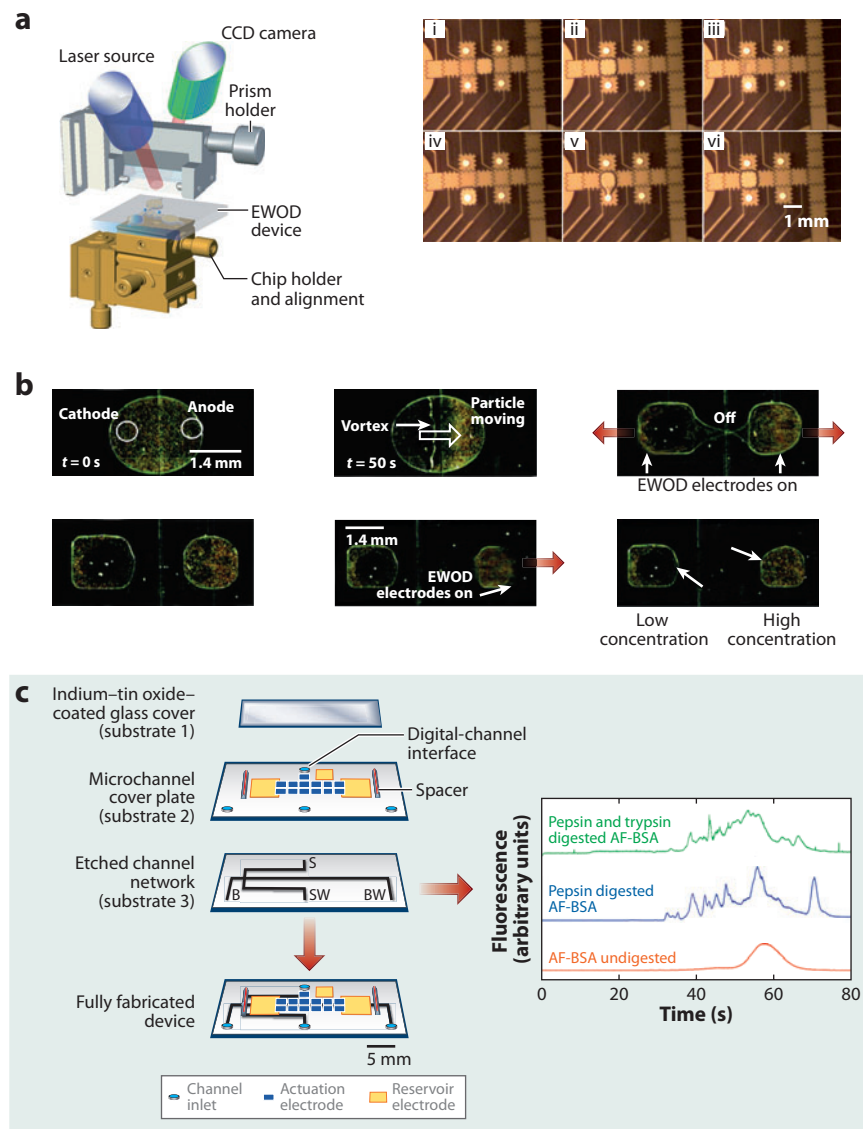 a
Laser source
CCD camera
Prism
holder
EWOD
device
Chip holder
and alignment
i
ii
iii
iv
v
vi
1 mm
b
Cathode
Anode
1.4 mm
t = 0 s
Vortex
Particle
moving
t = 50 s
Off
EWOD electrodes on
1.4 mm
EWOD
electrodes on
Low
concentration
High
concentration
c
Indium–tin oxide–
coated glass cover
(substrate 1)
Digital-channel
interface
Microchannel
cover plate
(substrate 2)
Spacer
Etched channel
network
(substrate 3)
S
B
SW
BW
Fully fabricated
device
5 mm
Channel
inlet
Actuation
electrode
Reservoir
electrode
Fluorescence
(arbitrary units)
Pepsin and trypsin
digested AF-BSA
Pepsin digested
AF-BSA
AF-BSA undigested
0
20
40
60
80
Time (s)